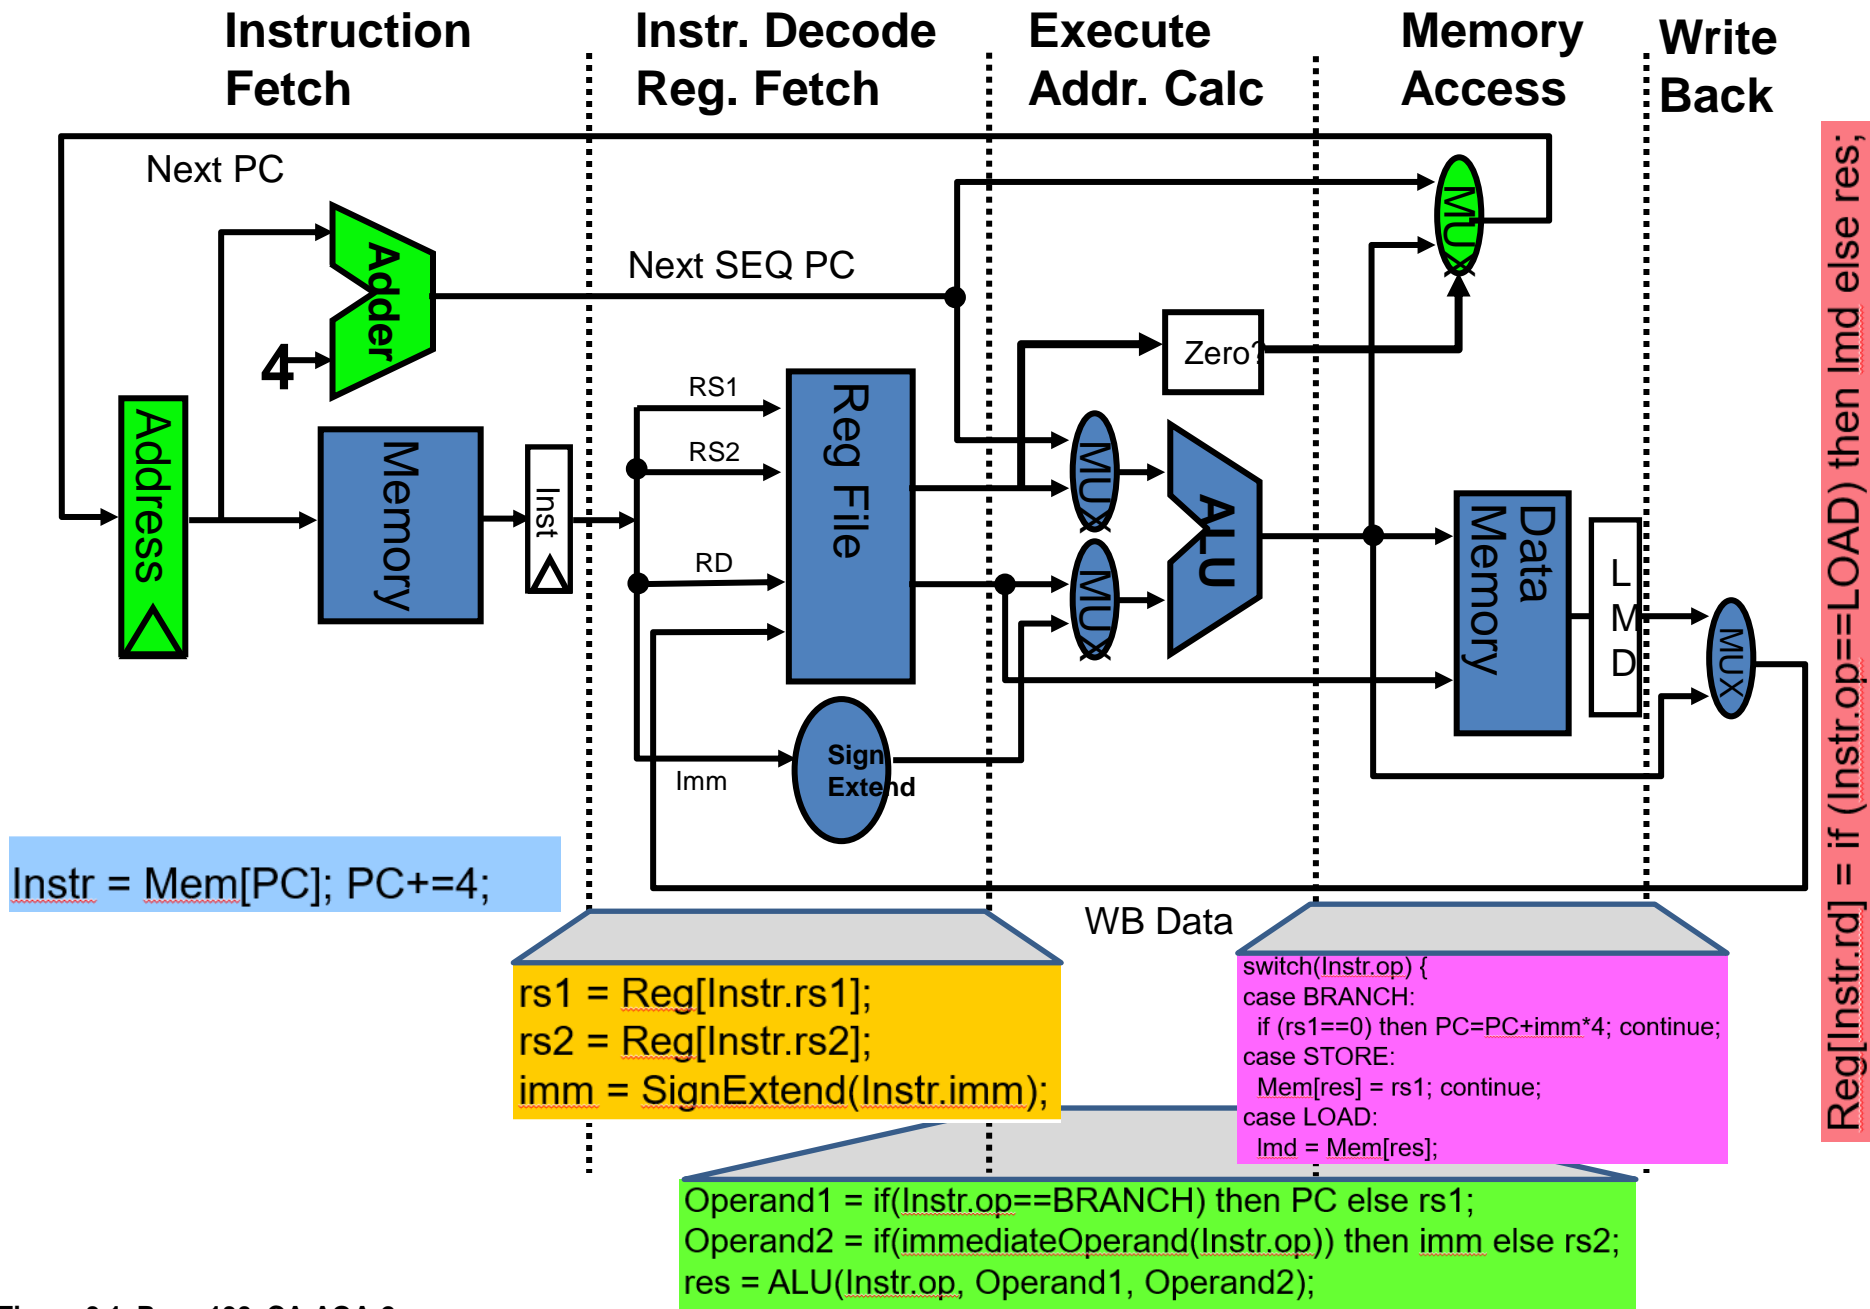 Instruction
Fetch
Instr. Decode
Reg. Fetch
Execute
Addr. Calc
Memory
Access
Write
Back
Next PC
Adder
4
Next SEQ PC
MUX
Zero?
Address
Memory
Inst
RS1
RS2
RD
Imm
Reg File
Sign
Extend
MUX
MUX
ALU
Data
Memory
L
M
D
MUX
WB Data
Instr = Mem[PC]; PC+=4;
rs1 = Reg[Instr.rs1];
rs2 = Reg[Instr.rs2];
imm = SignExtend(Instr.imm);
switch(Instr.op) {
case BRANCH:
if (rs1==0) then PC=PC+imm*4; continue;
case STORE:
Mem[res] = rs1; continue;
case LOAD:
lmd = Mem[res];
Operand1 = if(Instr.op==BRANCH) then PC else rs1;
Operand2 = if(immediateOperand(Instr.op)) then imm else rs2;
res = ALU(Instr.op, Operand1, Operand2);
Reg[Instr.rd] = if (Instr.op==LOAD) then lmd else res;